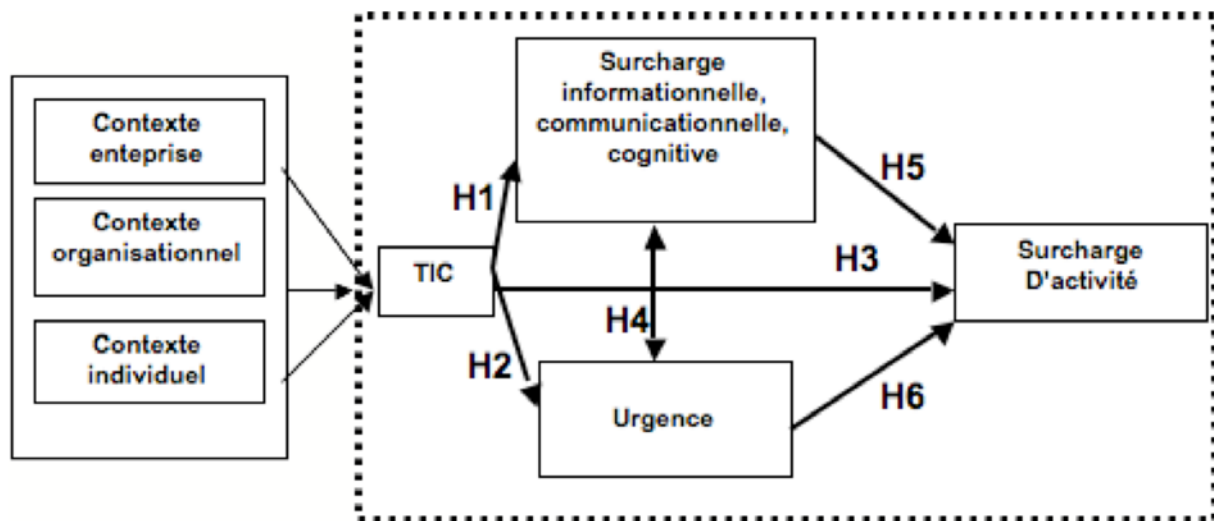 Contexte
enteprise
Contexte
organisationnel
Contexte
individuel
TIC
H1
H2
Surcharge
informationnelle,
communicationnelle,
cognitive
H3
H4
Urgence
H5
H6
Surcharge
D'activité